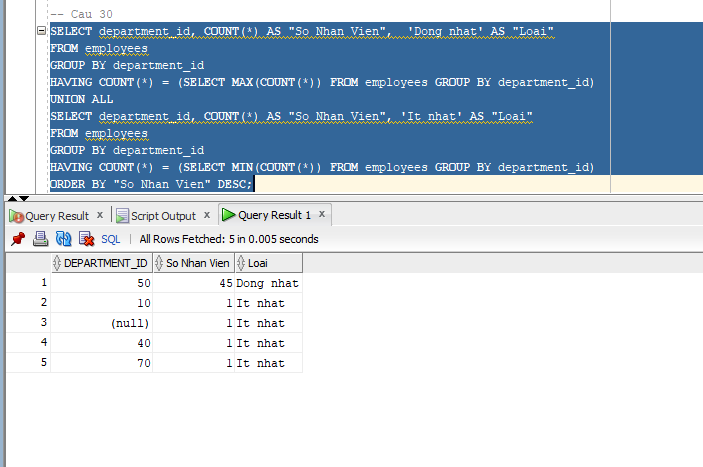 -- Cau 30
SELECT department_id, COUNT(*) AS "So Nhan Vien",  'Dong nhat' AS "Loai"
FROM employees
GROUP BY department_id
HAVING COUNT(*) = (SELECT MAX(COUNT(*)) FROM employees GROUP BY department_id)
UNION ALL
SELECT department_id, COUNT(*) AS "So Nhan Vien", 'It nhat' AS "Loai"
FROM employees
GROUP BY department_id
HAVING COUNT(*) = (SELECT MIN(COUNT(*)) FROM employees GROUP BY department_id)
ORDER BY "So Nhan Vien" DESC;
Query Result x Script Output x Query Result 1 x
SQL | All Rows Fetched: 5 in 0.005 seconds
DEPARTMENT_ID So Nhan Vien Loai
1 50 45 Dong nhat
2 10 1 It nhat
3 (null) 1 It nhat
4 40 1 It nhat
5 70 1 It nhat